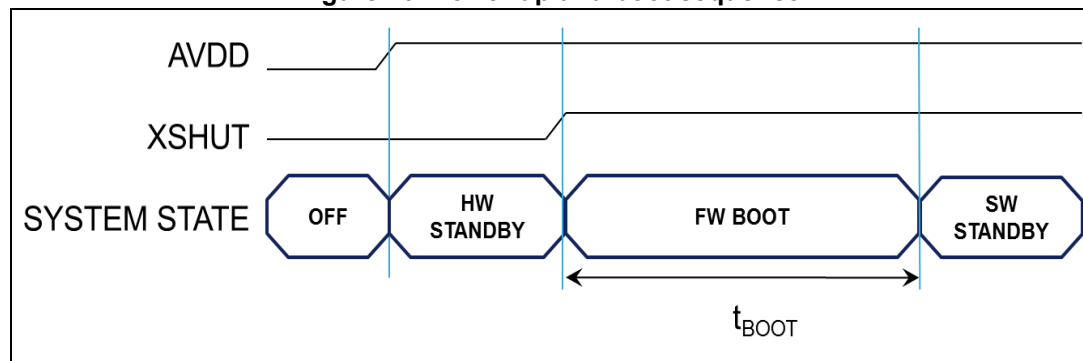 AVDD
XSHUT
SYSTEM STATE
OFF
HW
STANDBY
FW BOOT
SW
STANDBY
tBOOT